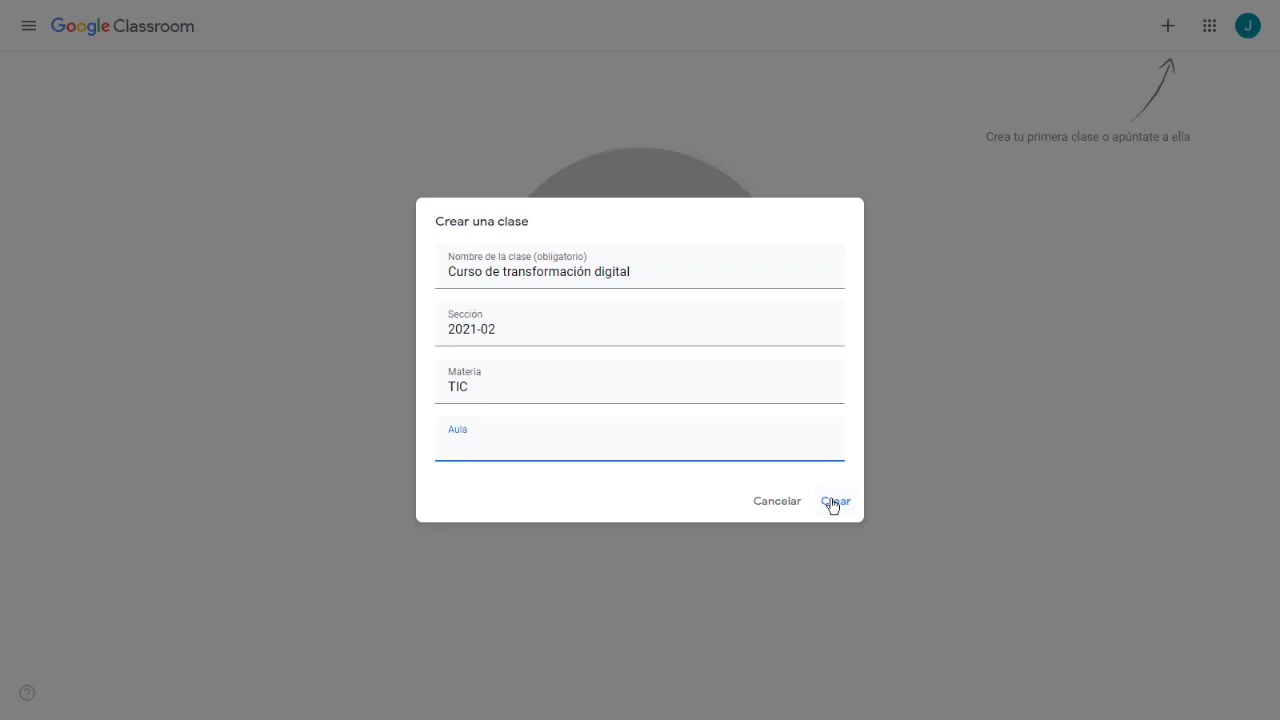 Google Classroom
J
Crea tu primera clase o apúntate a ella
Crear una clase
Nombre de la clase (obligatorio)
Curso de transformación digital
Sección
2021-02
Materia
TIC
Aula
Cancelar Crear